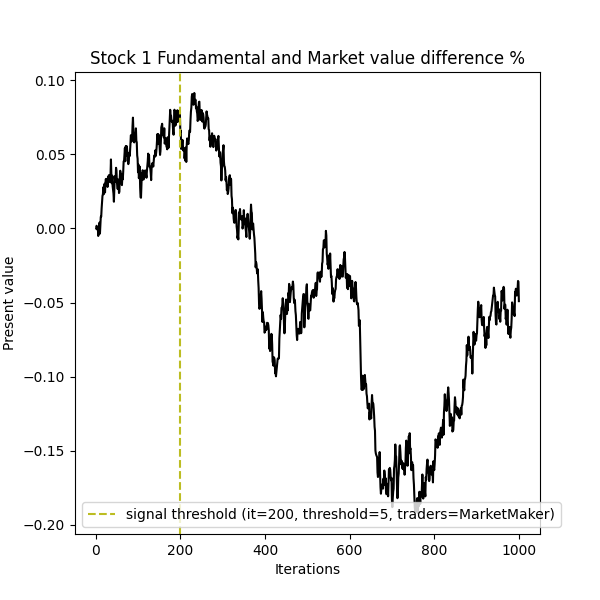 Stock 1 Fundamental and Market value difference %
0.10
0.05
0.00
−0.05
−0.10
−0.15
−0.20
Present value
signal threshold (it=200, threshold=5, traders=MarketMaker)
0 200 400 600 800 1000
Iterations